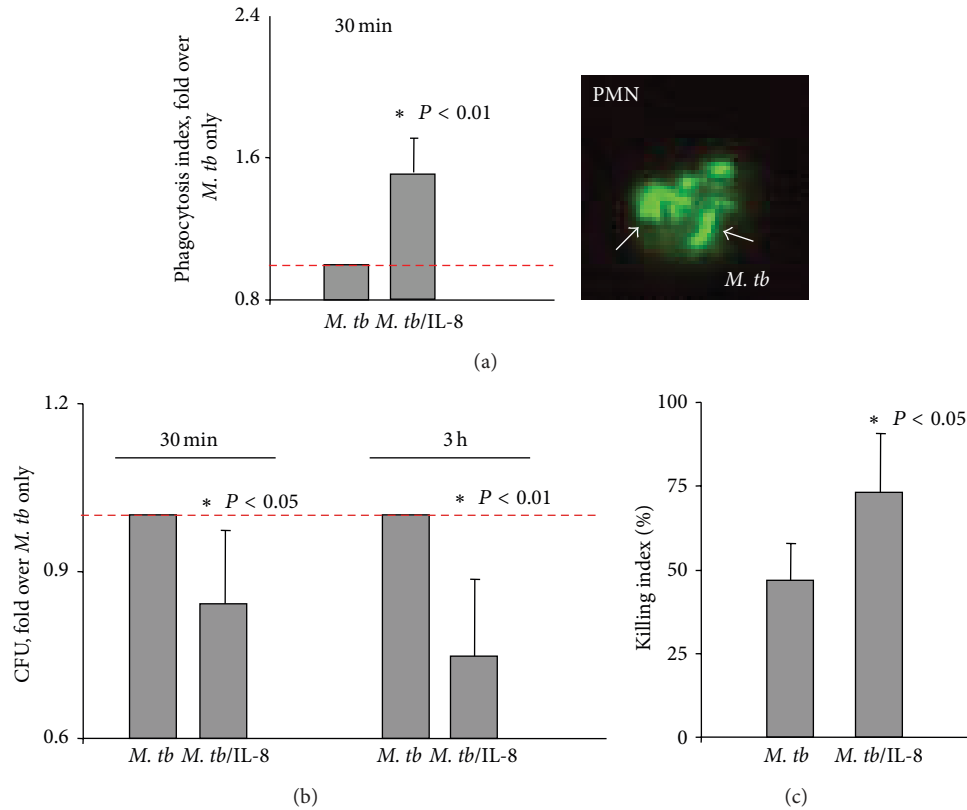 2.4
30 min
Phagocytosis index, fold over
M. tb only
* P < 0.01
1.6
0.8
M. tb M. tb/IL-8
PMN
M. tb
(a)
1.2
30 min
3 h
CFU, fold over M. tb only
* P < 0.05
* P < 0.01
0.9
0.6
M. tb M. tb/IL-8
M. tb M. tb/IL-8
(b)
100
* P < 0.05
75
Killing index (%)
50
25
0
M. tb
M. tb/IL-8
(c)